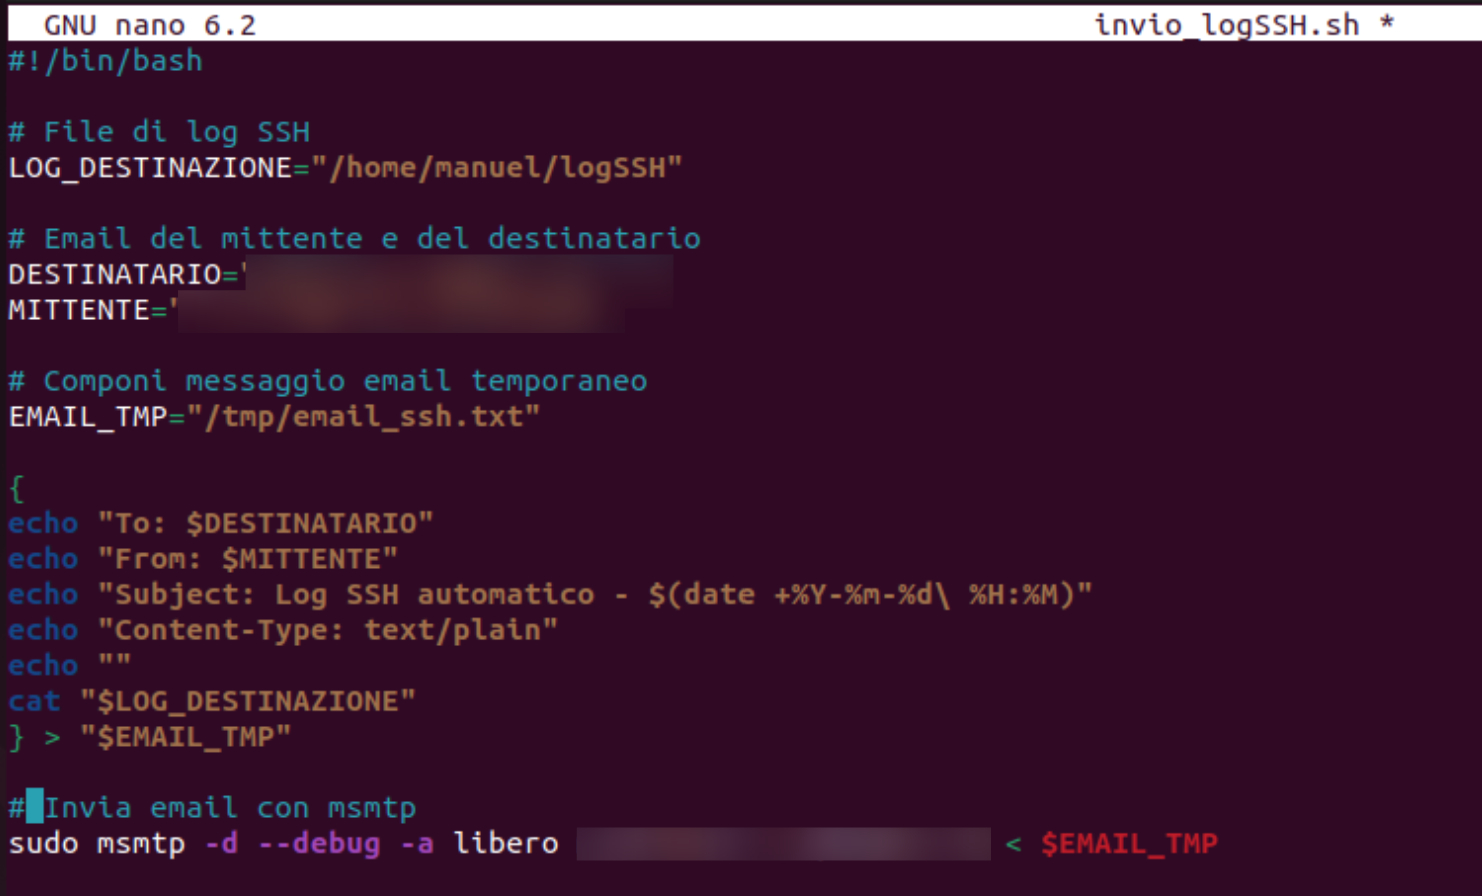 GNU nano 6.2 invio_logSSH.sh *
#!/bin/bash
# File di log SSH
LOG_DESTINAZIONE="/home/manuel/logSSH"
# Email del mittente e del destinatario
DESTINATARIO="
MITTENTE="
# Componi messaggio email temporaneo
EMAIL_TMP="/tmp/email_ssh.txt"
{
echo "To: $DESTINATARIO"
echo "From: $MITTENTE"
echo "Subject: Log SSH automatico - $(date +%Y-%m-%d\ %H:%M)"
echo "Content-Type: text/plain"
echo ""
cat "$LOG_DESTINAZIONE"
} > "$EMAIL_TMP"
# Invia email con msmtp
sudo msmtp -d --debug -a libero < $EMAIL_TMP